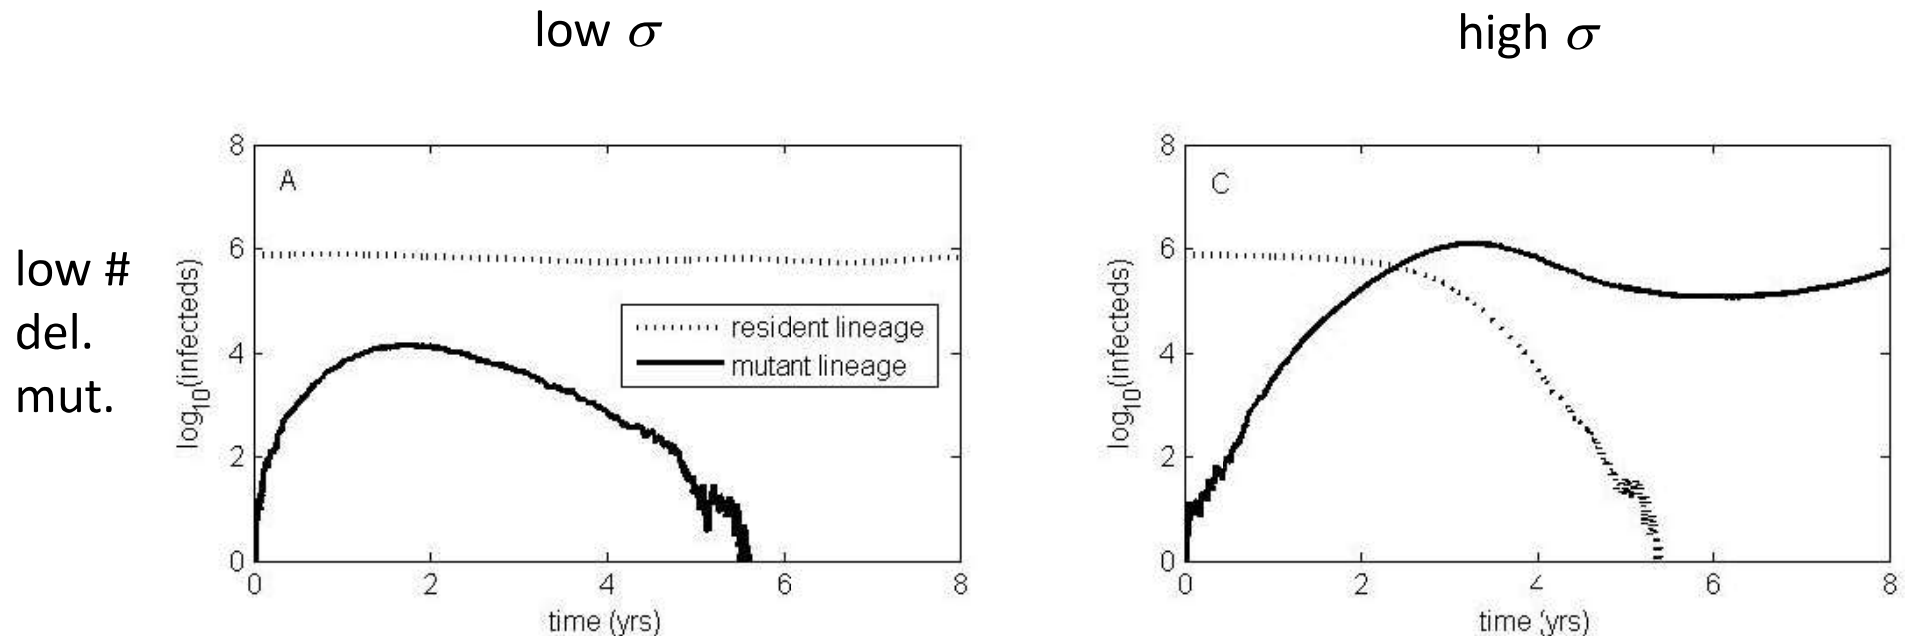 low σ
high σ
low #
del.
mut.
A
log10(infecteds)
8
6
4
2
0
0 2 4 6 8
time (yrs)
resident lineage
mutant lineage
C
log10(infecteds)
8
6
4
2
0
0 2 4 6 8
time (yrs)